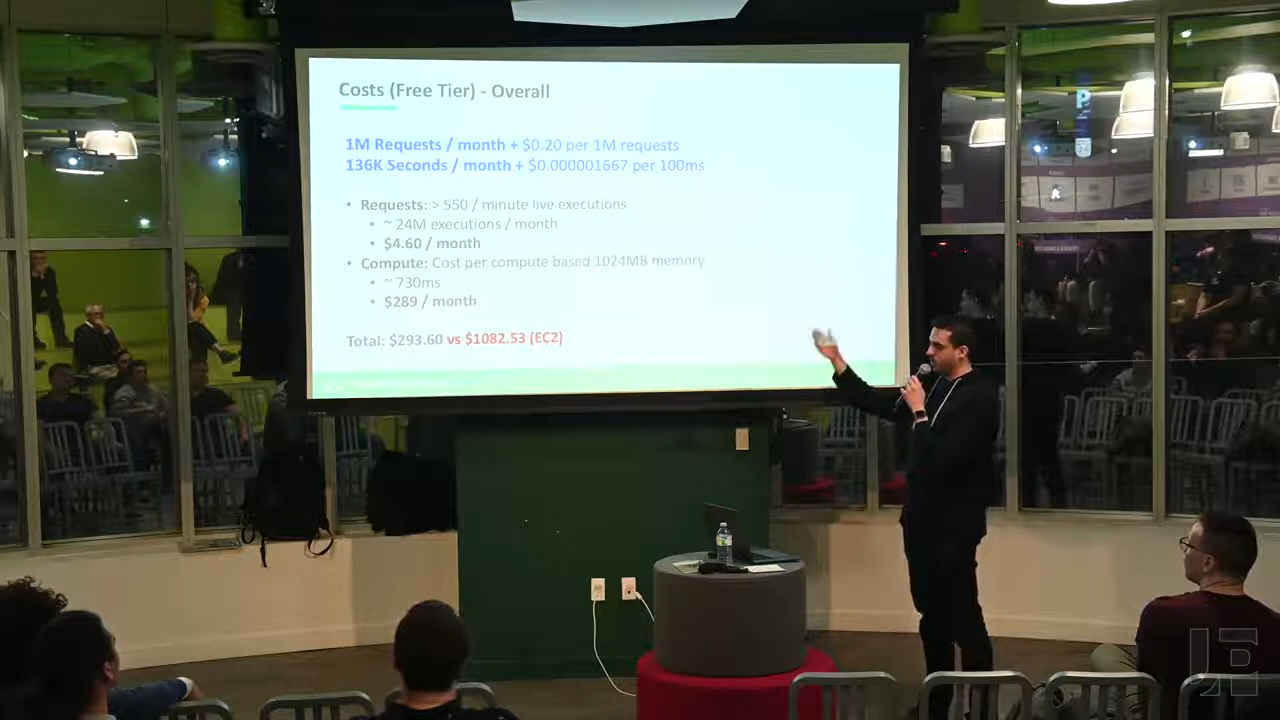 Costs (Free Tier) - Overall
1M Requests / month + $0.20 per 1M requests
136K Seconds / month + $0.000001667 per 100ms
• Requests: > 550 / minute live executions
• ~ 24M executions / month
• $4.60 / month
• Compute: Cost per compute based 1024MB memory
• ~ 730ms
• $289 / month
Total: $293.60 vs $1082.53 (EC2)